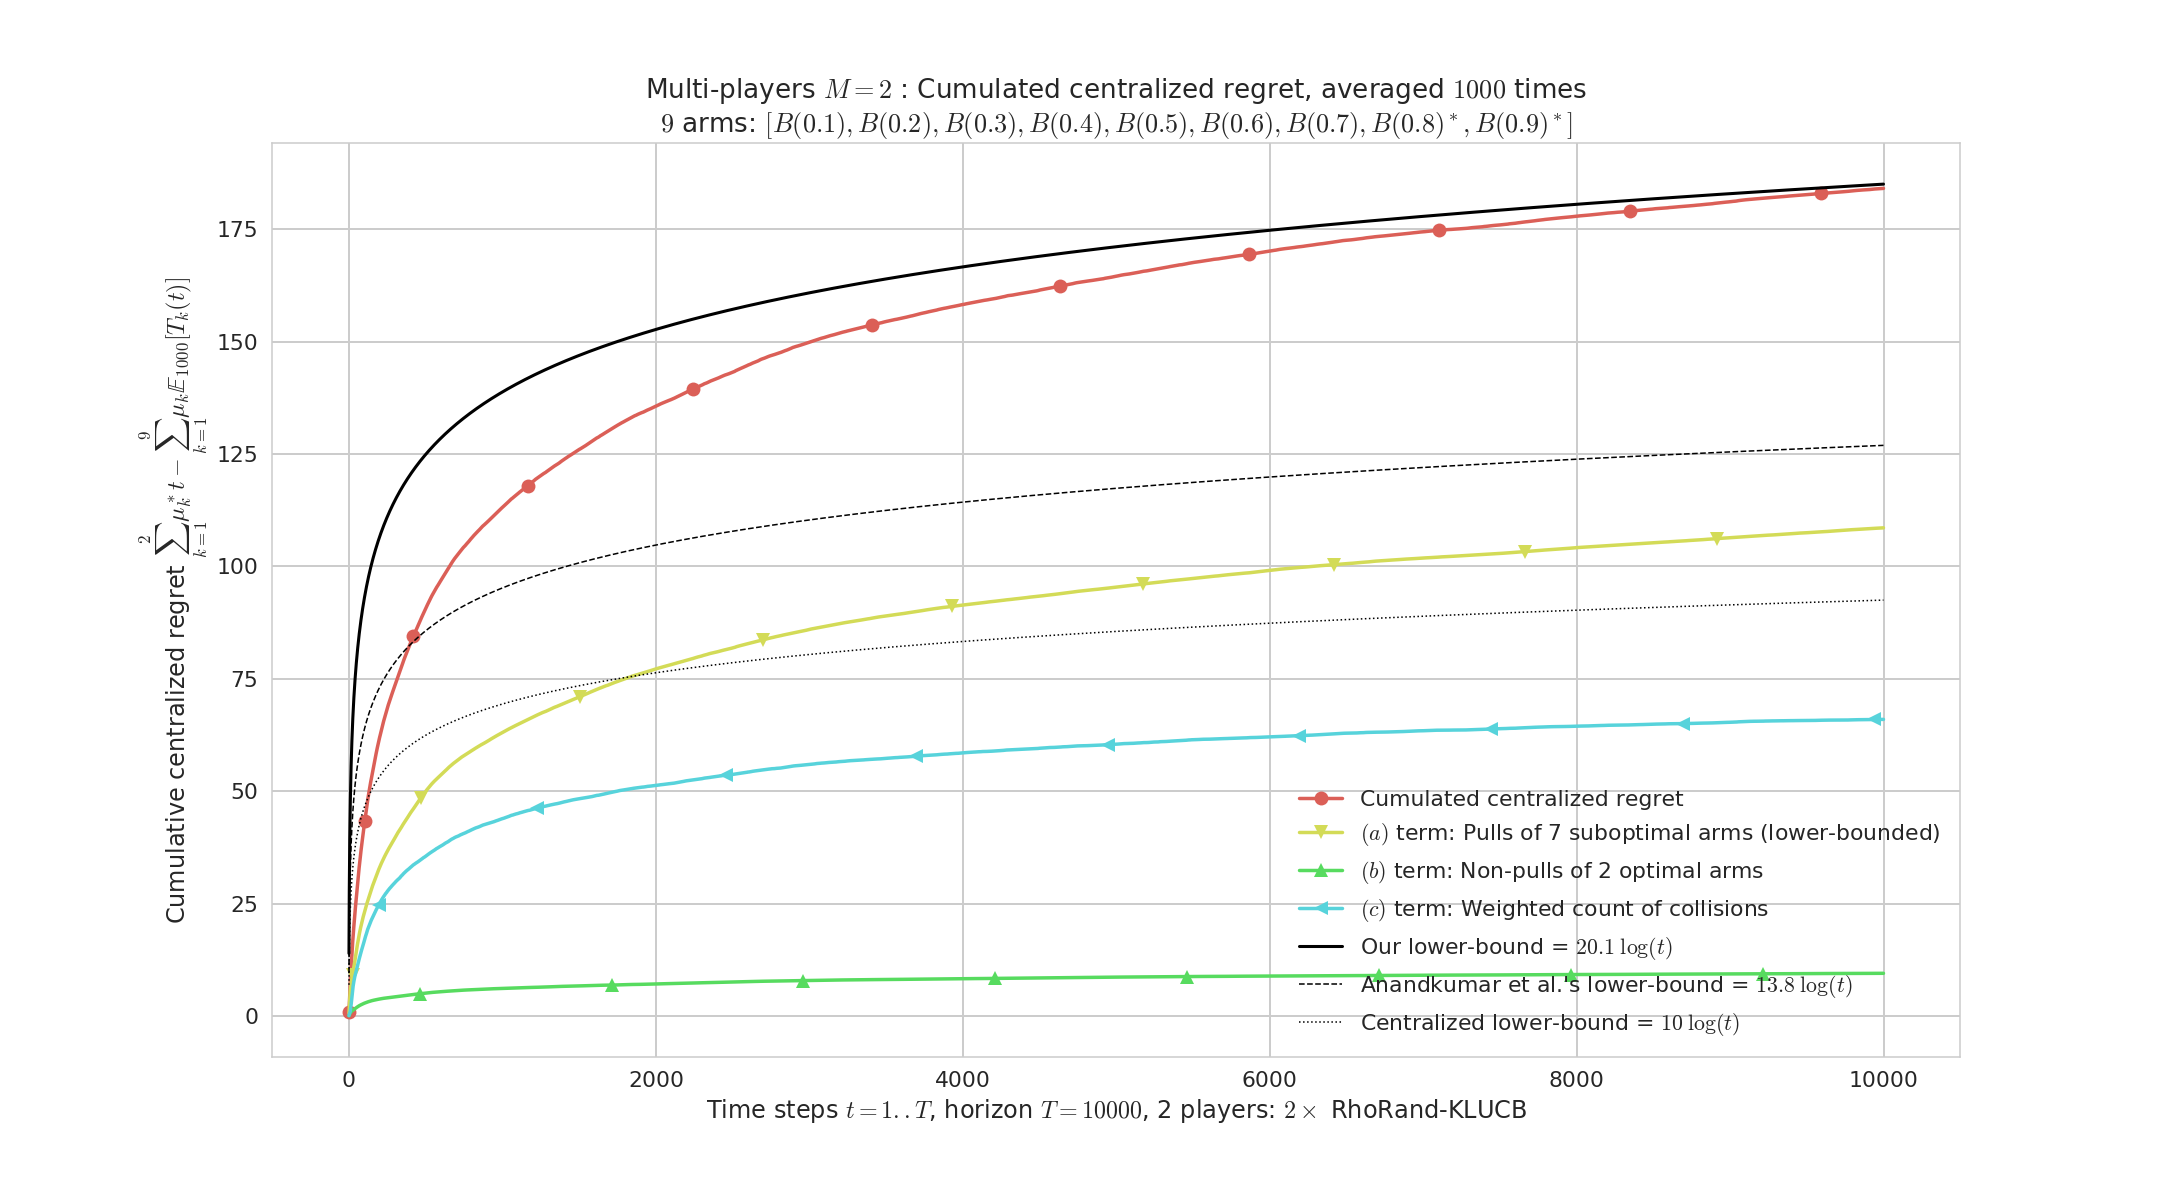 Multi-players M = 2 : Cumulated centralized regret, averaged 1000 times
9 arms: [B(0.1), B(0.2), B(0.3), B(0.4), B(0.5), B(0.6), B(0.7), B(0.8)*, B(0.9)*]
Cumulative centralized regret \sum_{k=1}^{2} \mu_k^* t − \sum_{k=1}^{9} \mu_k 𝔼_{1000}[T_k(t)]
175
150
125
100
75
50
25
0
Cumulated centralized regret
(a) term: Pulls of 7 suboptimal arms (lower-bounded)
(b) term: Non-pulls of 2 optimal arms
(c) term: Weighted count of collisions
Our lower-bound = 20.1 log(t)
Anandkumar et al.'s lower-bound = 13.8 log(t)
Centralized lower-bound = 10 log(t)
0 2000 4000 6000 8000 10000
Time steps t = 1..T, horizon T = 10000, 2 players: 2 × RhoRand-KLUCB